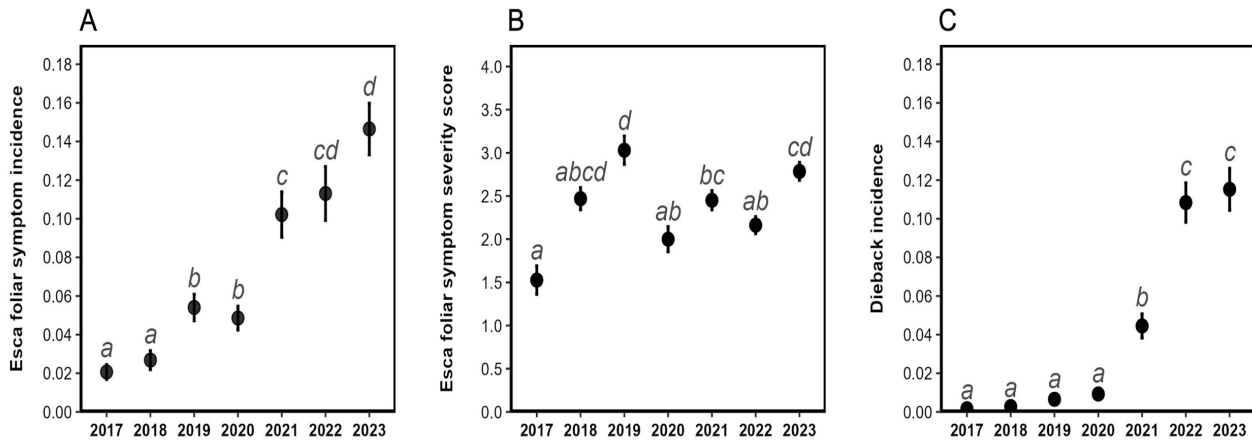 A
Esca foliar symptom incidence
0.18
0.16
0.14
0.12
0.10
0.08
0.06
0.04
0.02
0.00
a
a
b
b
c
cd
d
2017 2018 2019 2020 2021 2022 2023
B
Esca foliar symptom severity score
4.0
3.5
3.0
2.5
2.0
1.5
1.0
0.5
0.0
a
abcd
d
ab
bc
ab
cd
2017 2018 2019 2020 2021 2022 2023
C
Dieback incidence
0.18
0.16
0.14
0.12
0.10
0.08
0.06
0.04
0.02
0.00
a
a
a
a
b
c
c
2017 2018 2019 2020 2021 2022 2023